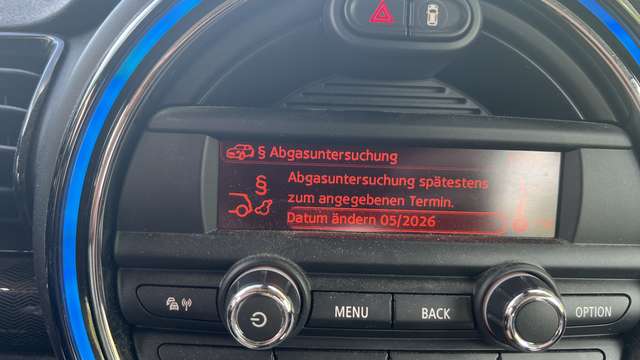 § Abgasuntersuchung
§
Abgasuntersuchung spätestens
zum angegebenen Termin.
Datum ändern 05/2026
MENU BACK OPTION